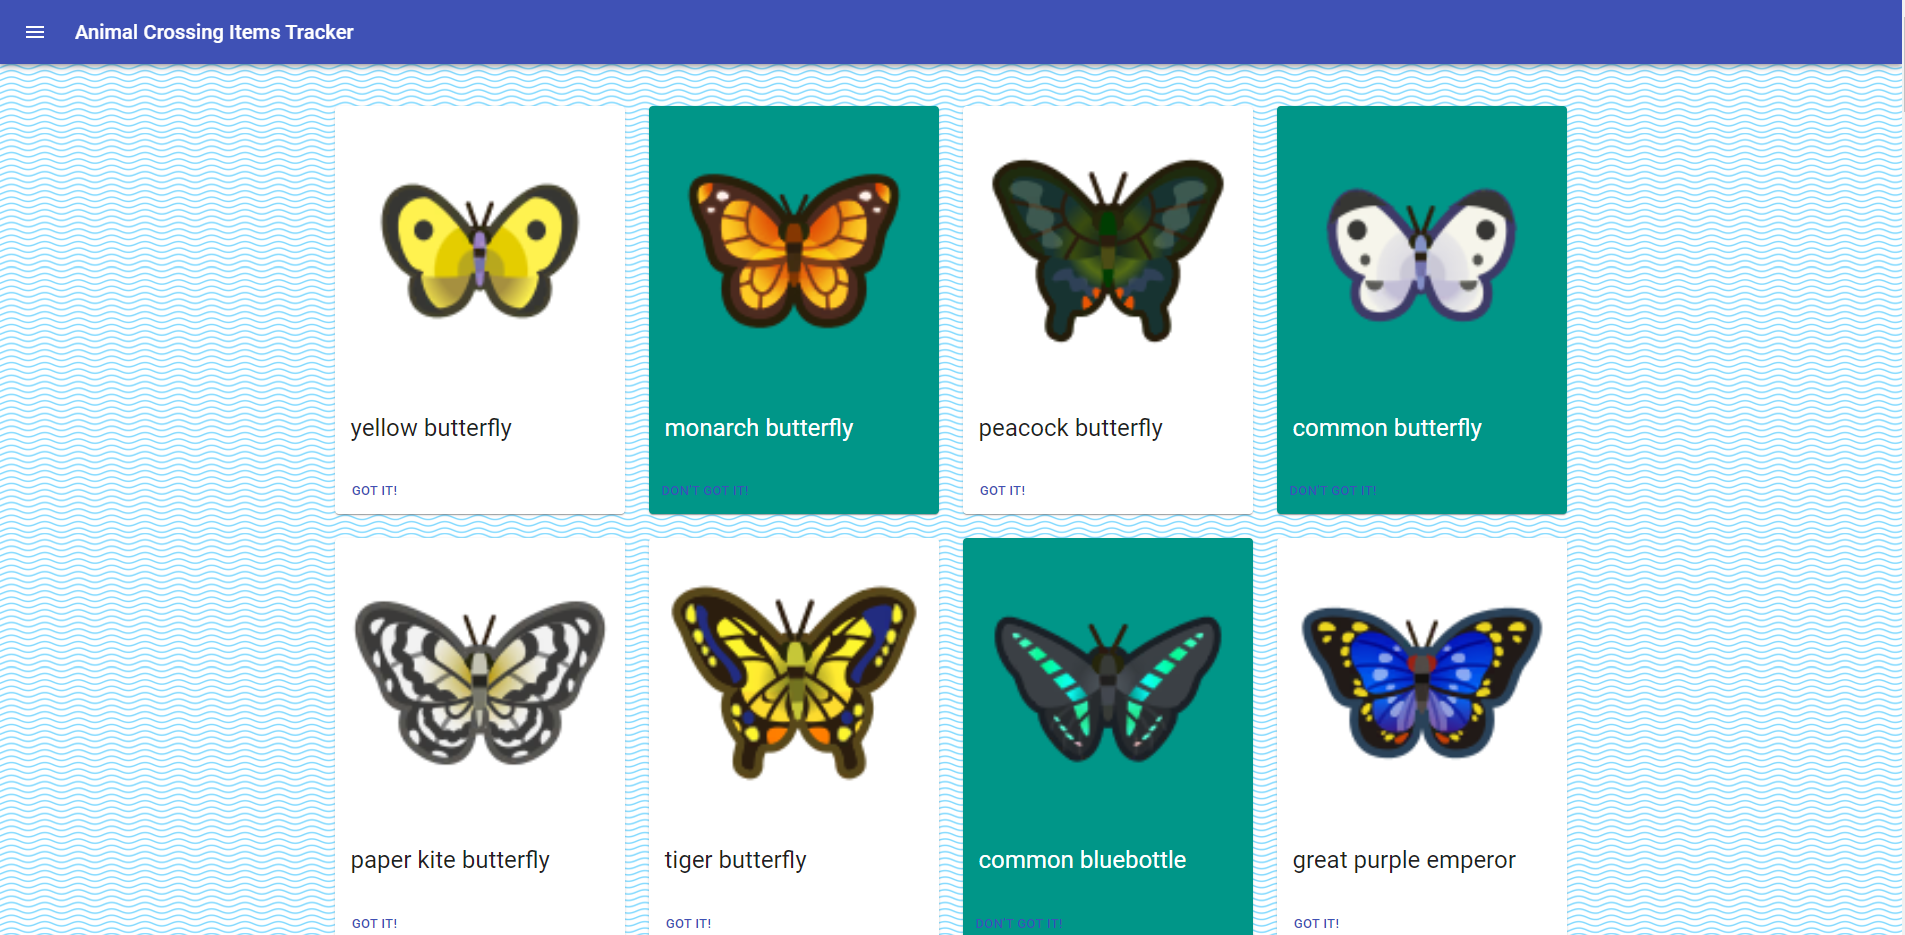 Animal Crossing Items Tracker
yellow butterfly
monarch butterfly
peacock butterfly
common butterfly
GOT IT!
DON'T GOT IT!
GOT IT!
DON'T GOT IT!
paper kite butterfly
tiger butterfly
common bluebottle
great purple emperor
GOT IT!
GOT IT!
DON'T GOT IT!
GOT IT!